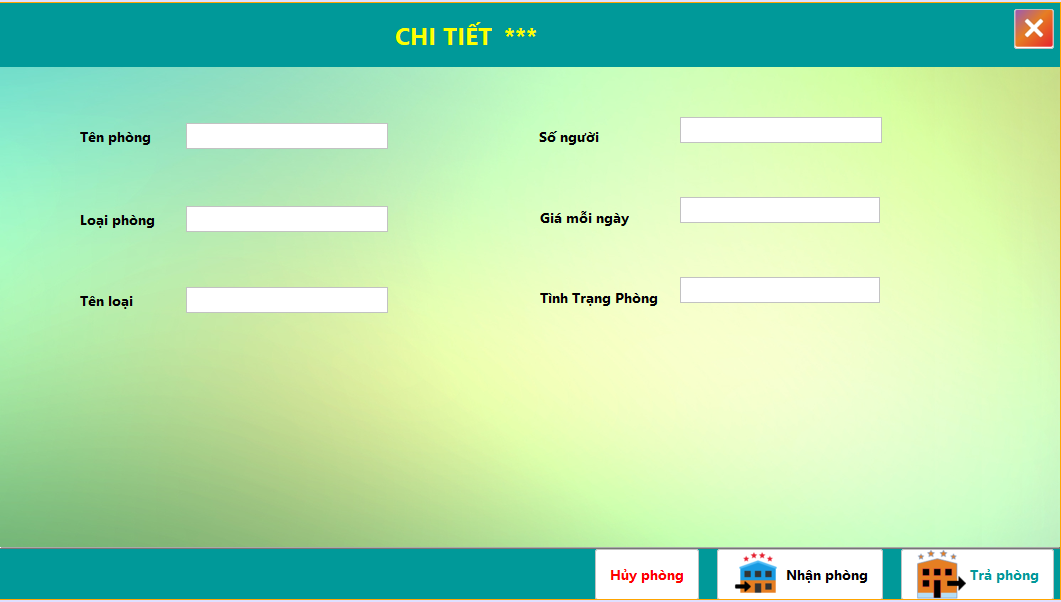 CHI TIẾT ***
Tên phòng
Số người
Loại phòng
Giá mỗi ngày
Tên loại
Tình Trạng Phòng
Hủy phòng
Nhận phòng
Trả phòng